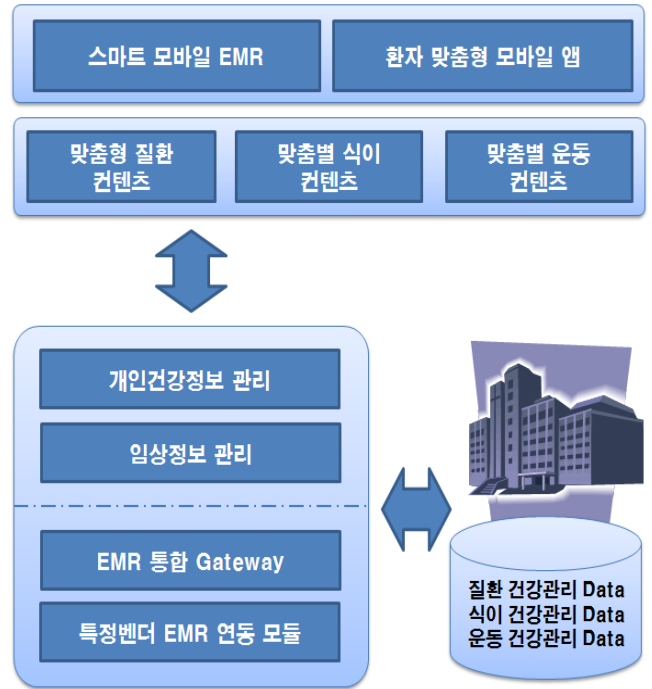 스마트 모바일 EMR
환자 맞춤형 모바일 앱
맞춤형 질환
컨텐츠
맞춤별 식이
컨텐츠
맞춤별 운동
컨텐츠
개인건강정보 관리
임상정보 관리
EMR 통합 Gateway
특정벤더 EMR 연동 모듈
질환 건강관리 Data
식이 건강관리 Data
운동 건강관리 Data